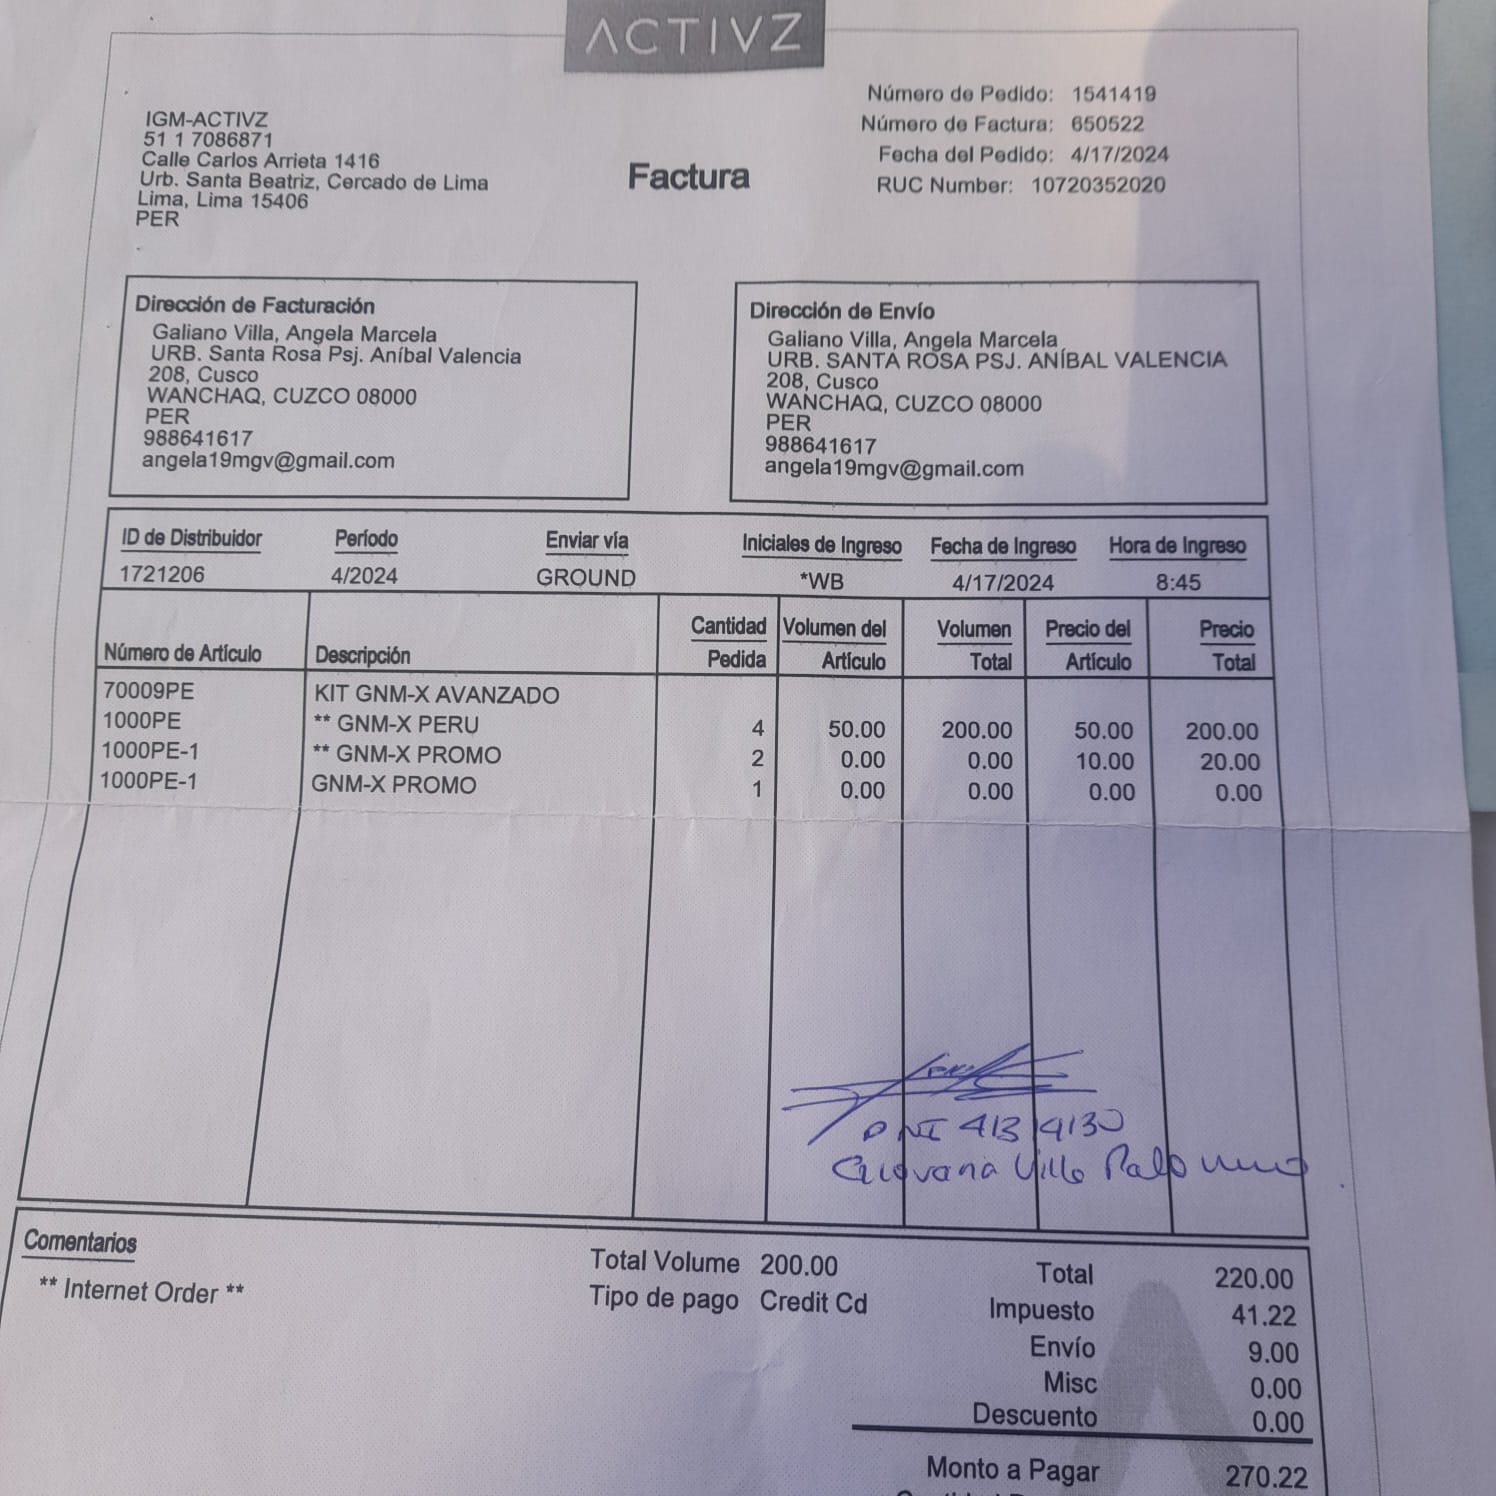 ACTIVZ
IGM-ACTIVZ
51 1 7086871
Calle Carlos Arrieta 1416
Urb. Santa Beatriz, Cercado de Lima
Lima, Lima 15406
PER
Factura
Número de Pedido: 1541419
Número de Factura: 650522
Fecha del Pedido: 4/17/2024
RUC Number: 10720352020
Dirección de Facturación
Galiano Villa, Angela Marcela
URB. Santa Rosa Psj. Aníbal Valencia
208, Cusco
WANCHAQ, CUZCO 08000
PER
988641617
angela19mgv@gmail.com
Dirección de Envío
Galiano Villa, Angela Marcela
URB. SANTA ROSA PSJ. ANÍBAL VALENCIA
208, Cusco
WANCHAQ, CUZCO 08000
PER
988641617
angela19mgv@gmail.com
ID de Distribuidor Período Enviar vía Iniciales de Ingreso Fecha de Ingreso Hora de Ingreso
1721206 4/2024 GROUND *WB 4/17/2024 8:45
Número de Artículo Descripción Cantidad Pedida Volumen del Artículo Volumen Total Precio del Artículo Precio Total
70009PE KIT GNM-X AVANZADO
1000PE ** GNM-X PERU 4 50.00 200.00 50.00 200.00
1000PE-1 ** GNM-X PROMO 2 0.00 0.00 10.00 20.00
1000PE-1 GNM-X PROMO 1 0.00 0.00 0.00 0.00
DNI
Giovana Villa Palomino
Comentarios
** Internet Order **
Total Volume 200.00
Tipo de pago Credit Cd
Total 220.00
Impuesto 41.22
Envío 9.00
Misc 0.00
Descuento 0.00
Monto a Pagar 270.22